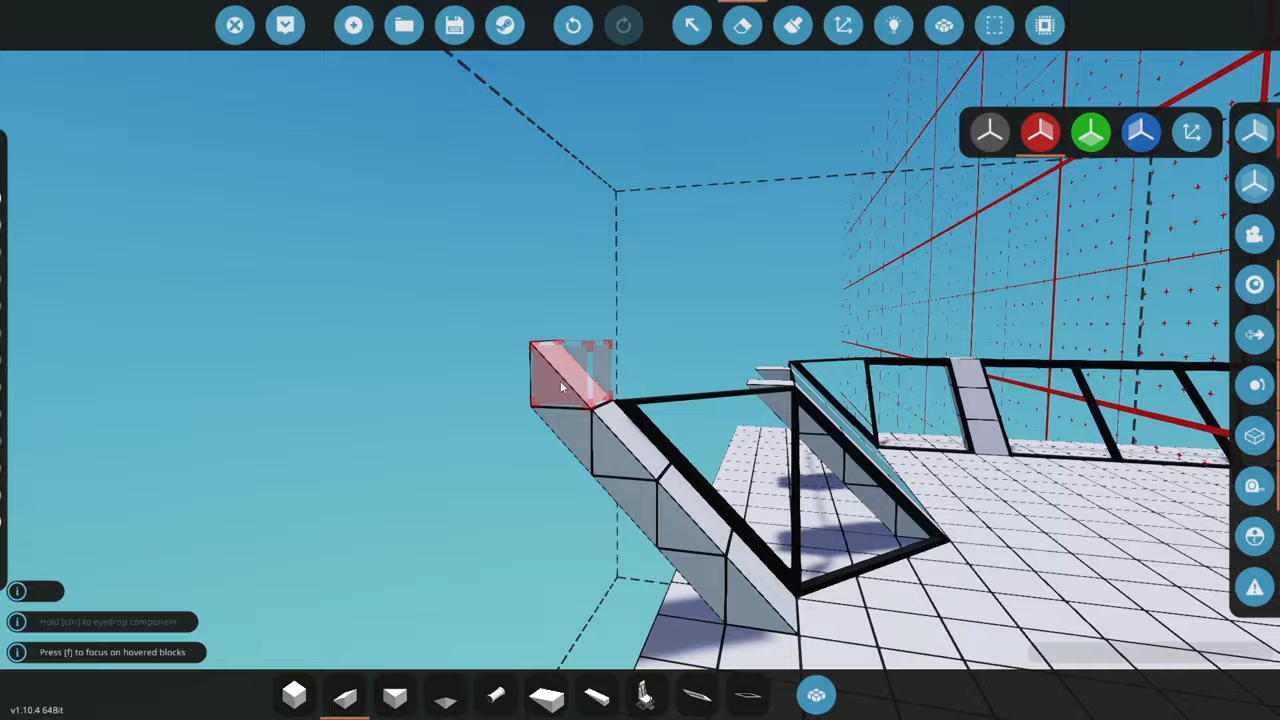 Hold [ctrl] to eyedrop component
Press [f] to focus on hovered blocks
v1.10.4 64Bit